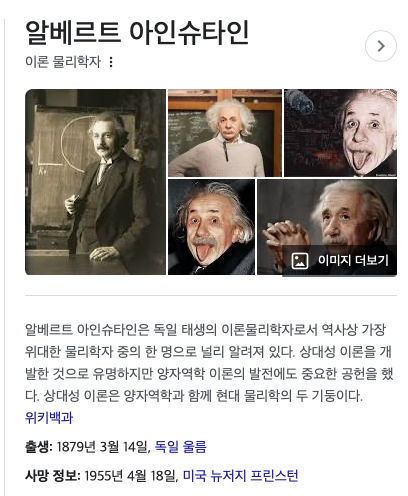 알베르트 아인슈타인
이론 물리학자
이미지 더보기
알베르트 아인슈타인은 독일 태생의 이론물리학자로서 역사상 가장
위대한 물리학자 중의 한 명으로 널리 알려져 있다. 상대성 이론을 개
발한 것으로 유명하지만 양자역학 이론의 발전에도 중요한 공헌을 했
다. 상대성 이론은 양자역학과 함께 현대 물리학의 두 기둥이다.
위키백과
출생: 1879년 3월 14일, 독일 울름
사망 정보: 1955년 4월 18일, 미국 뉴저지 프린스턴